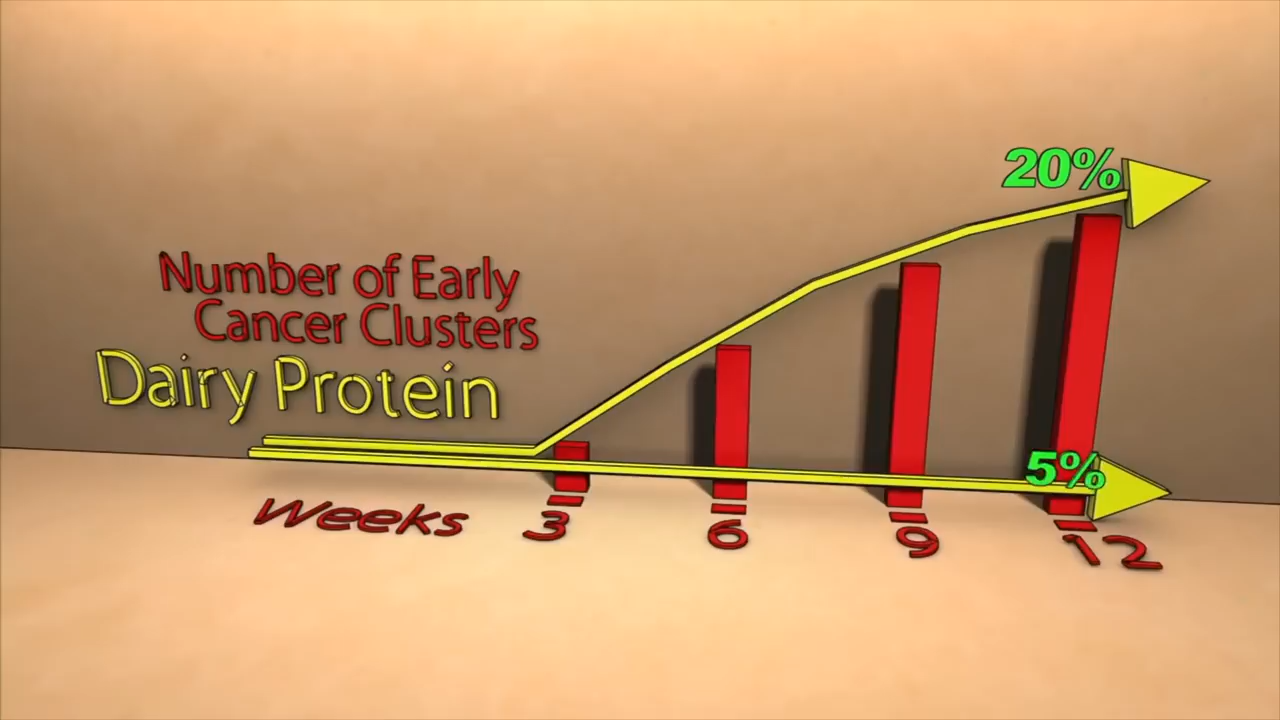 20%
Number of Early
Cancer Clusters
Dairy Protein
5%
Weeks 3 6 9 12